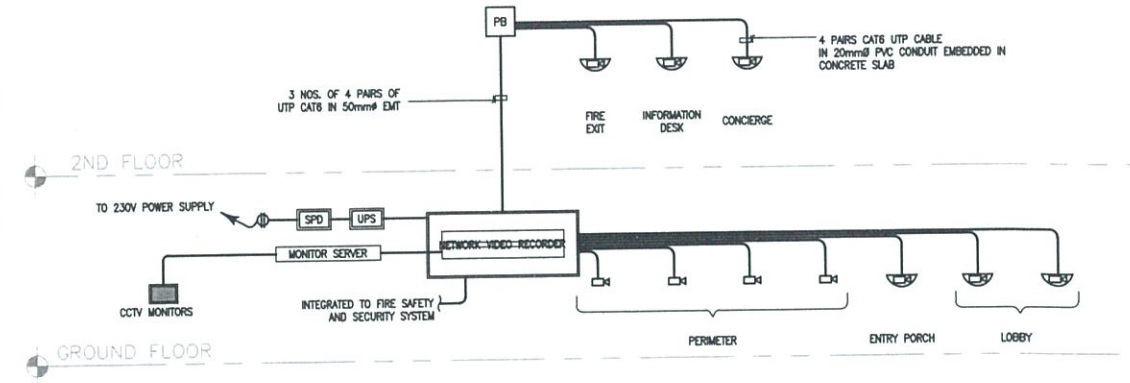 PB
4 PAIRS CAT6 UTP CABLE
IN 20mmØ PVC CONDUIT EMBEDDED IN
CONCRETE SLAB
3 NOS. OF 4 PAIRS OF
UTP CAT6 IN 50mmØ EMT
FIRE
EXIT
INFORMATION
DESK
CONCIERGE
2ND FLOOR
TO 230V POWER SUPPLY
SPD
UPS
NETWORK VIDEO RECORDER
MONITOR SERVER
CCTV MONITORS
INTEGRATED TO FIRE SAFETY
AND SECURITY SYSTEM
PERIMETER
ENTRY PORCH
LOBBY
GROUND FLOOR